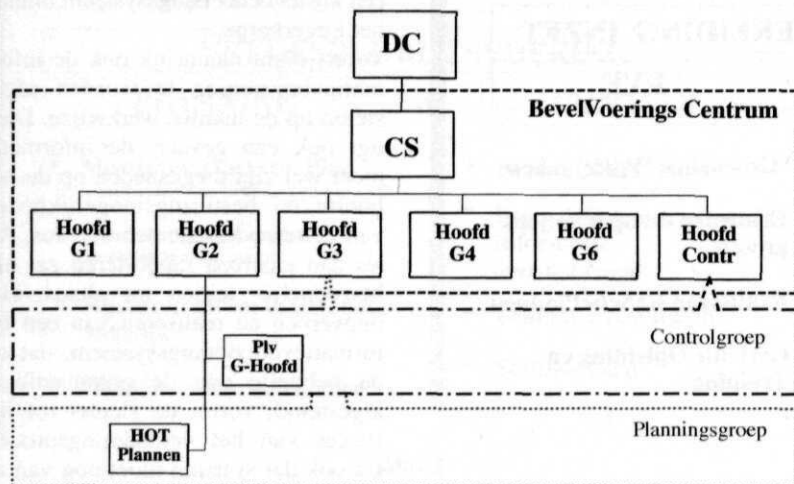 DC
BevelVoerings Centrum
CS
Hoofd
G1
Hoofd
G2
Hoofd
G3
Hoofd
G4
Hoofd
G6
Hoofd
Contr
Controlgroep
Plv
G-Hoofd
Planningsgroep
HOT
Plannen